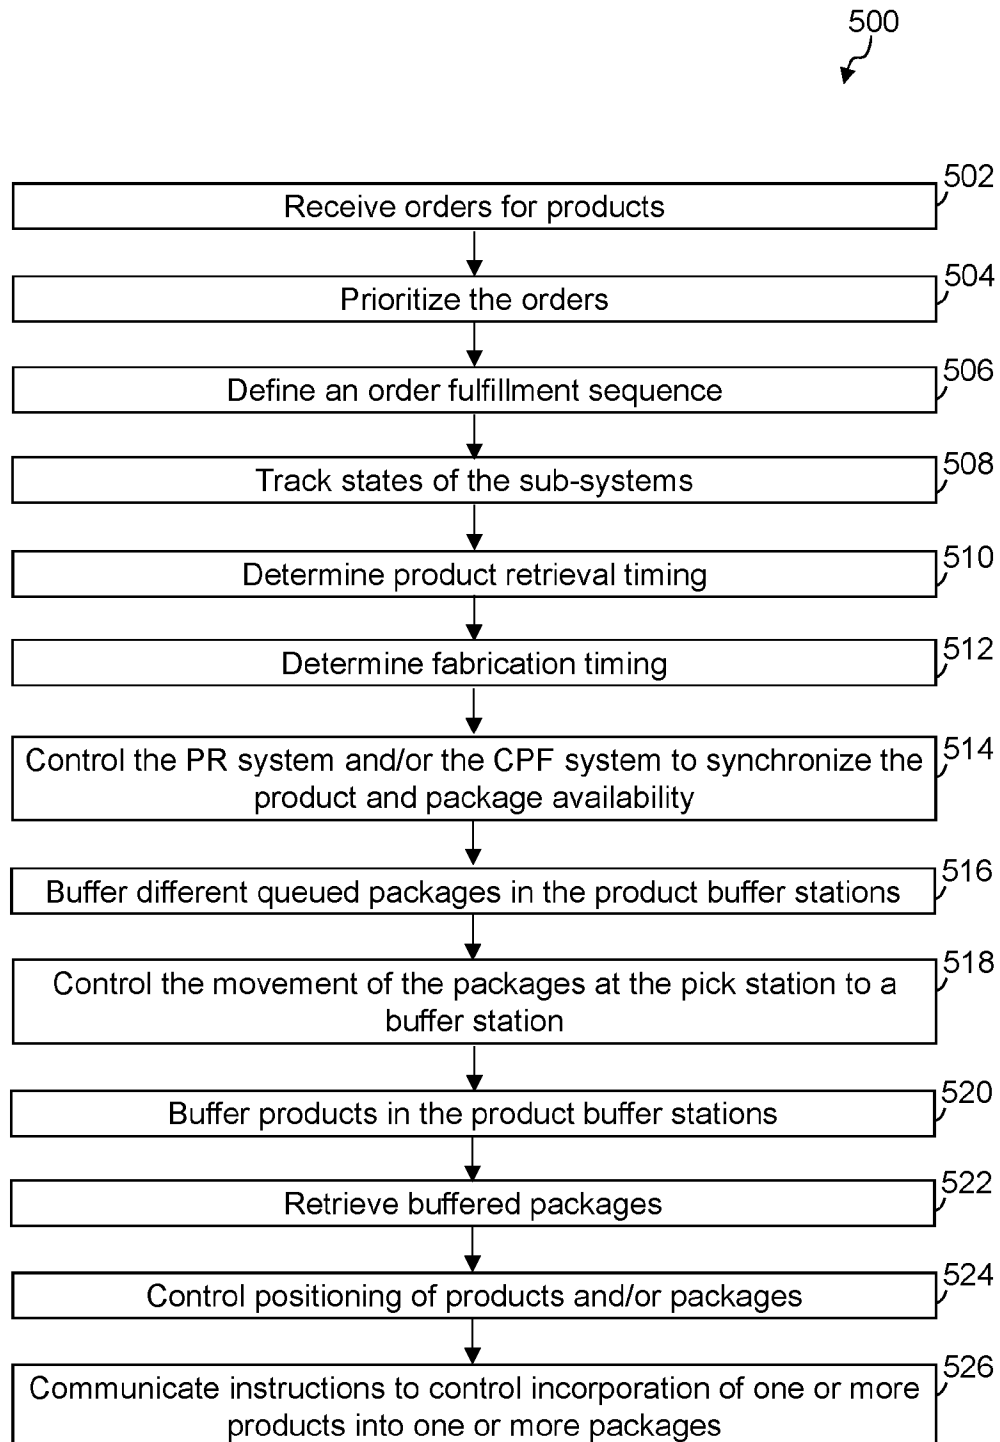 500
502
Receive orders for products
504
Prioritize the orders
506
Define an order fulfillment sequence
508
Track states of the sub-systems
510
Determine product retrieval timing
512
Determine fabrication timing
514
Control the PR system and/or the CPF system to synchronize the
product and package availability
516
Buffer different queued packages in the product buffer stations
518
Control the movement of the packages at the pick station to a
buffer station
520
Buffer products in the product buffer stations
522
Retrieve buffered packages
524
Control positioning of products and/or packages
526
Communicate instructions to control incorporation of one or more
products into one or more packages